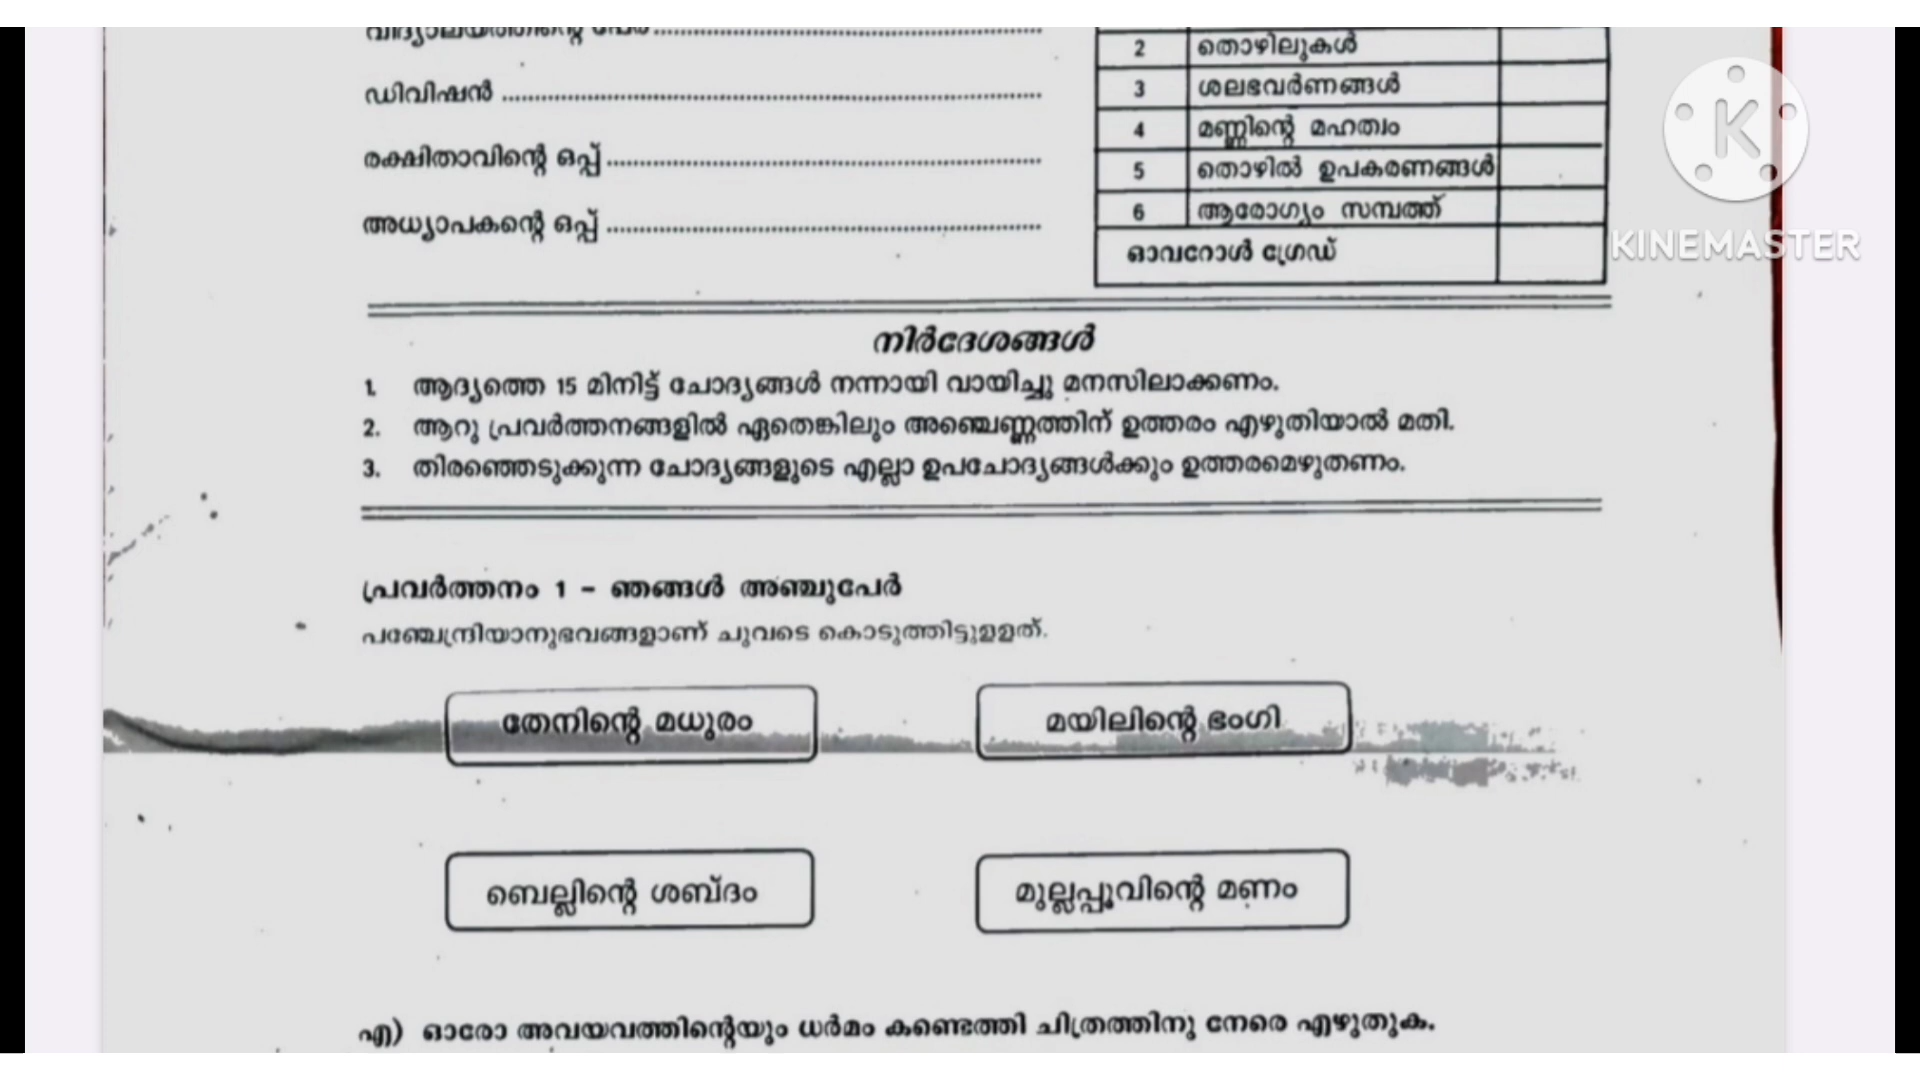 വിദ്യാലയത്തിന്റെ പേര് ........................................
ഡിവിഷൻ ........................................
രക്ഷിതാവിന്റെ ഒപ്പ് ........................................
അധ്യാപകന്റെ ഒപ്പ് ........................................
2 തൊഴിലുകൾ
3 ശലഭവർണങ്ങൾ
4 മണ്ണിന്റെ മഹത്വം
5 തൊഴിൽ ഉപകരണങ്ങൾ
6 ആരോഗ്യം സമ്പത്ത്
ഓവറോൾ ഗ്രേഡ്
K
KINEMASTER
നിർദേശങ്ങൾ
1. ആദ്യത്തെ 15 മിനിട്ട് ചോദ്യങ്ങൾ നന്നായി വായിച്ചു മനസിലാക്കണം.
2. ആറു പ്രവർത്തനങ്ങളിൽ ഏതെങ്കിലും അഞ്ചെണ്ണത്തിന് ഉത്തരം എഴുതിയാൽ മതി.
3. തിരഞ്ഞെടുക്കുന്ന ചോദ്യങ്ങളുടെ എല്ലാ ഉപചോദ്യങ്ങൾക്കും ഉത്തരമെഴുതണം.
പ്രവർത്തനം 1 – ഞങ്ങൾ അഞ്ചുപേർ
പഞ്ചേന്ദ്രിയാനുഭവങ്ങളാണ് ചുവടെ കൊടുത്തിട്ടുളളത്.
തേനിന്റെ മധുരം
മയിലിന്റെ ഭംഗി
ബെല്ലിന്റെ ശബ്ദം
മുല്ലപ്പൂവിന്റെ മണം
എ) ഓരോ അവയവത്തിന്റെയും ധർമം കണ്ടെത്തി ചിത്രത്തിനു നേരെ എഴുതുക.